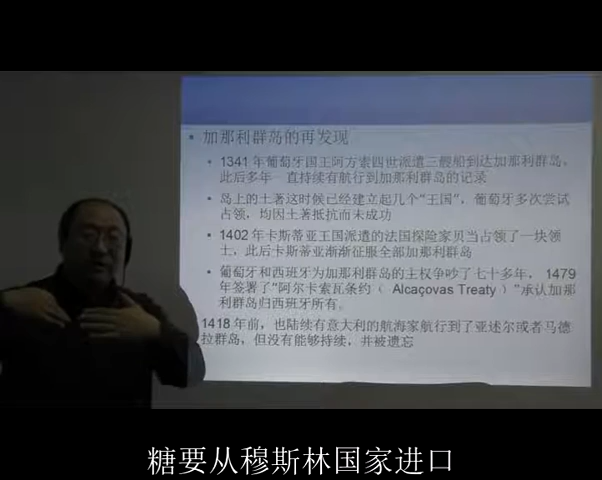 加那利群岛的再发现
1341 年葡萄牙国王阿方索四世派遣三艘船到达加那利群岛，
此后多年一直持续有航行到加那利群岛的记录
岛上的土著这时候已经建立起几个“王国”，葡萄牙多次尝试
占领，均因土著抵抗而未成功
1402 年卡斯蒂亚王国派遣的法国探险家贝当占领了一块领
土，此后卡斯蒂亚渐渐征服全部加那利群岛
葡萄牙和西班牙为加那利群岛的主权争吵了七十多年， 1479
年签署了“阿尔卡索瓦条约（ Alcaçovas Treaty ）”承认加那
利群岛归西班牙所有。
1418 年前，也陆续有意大利的航海家航行到了亚述尔或者马德
拉群岛，但没有能够持续，并被遗忘
糖要从穆斯林国家进口